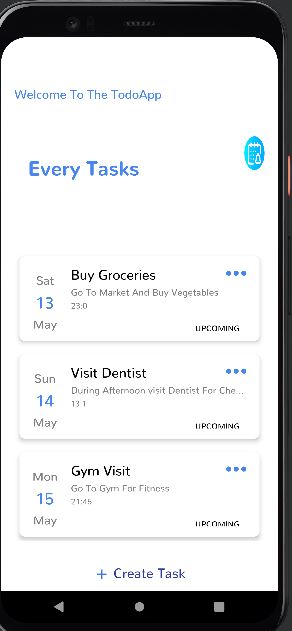 Welcome To The TodoApp
Every Tasks
Sat
13
May
Buy Groceries
Go To Market And Buy Vegetables
23:0
UPCOMING
Sun
14
May
Visit Dentist
During Afternoon visit Dentist For Che...
13:1
UPCOMING
Mon
15
May
Gym Visit
Go To Gym For Fitness
21:45
UPCOMING
+ Create Task